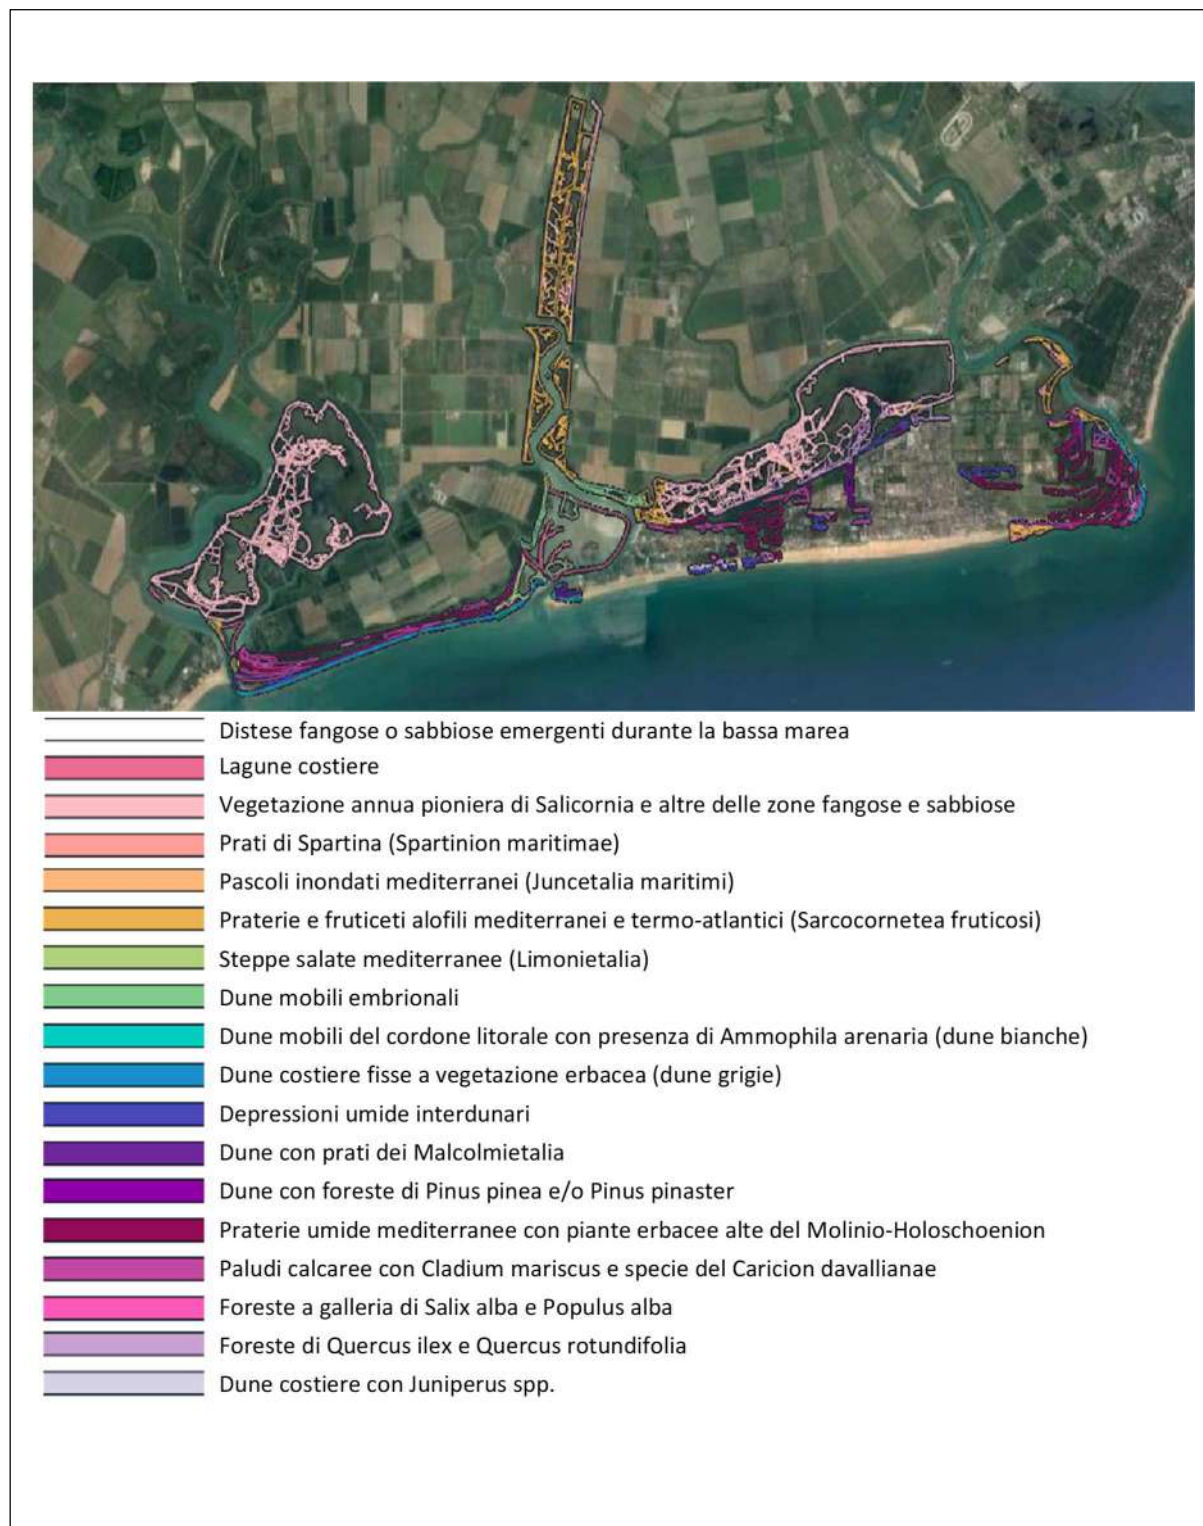 Distese fangose o sabbiose emergenti durante la bassa marea
Lagune costiere
Vegetazione annua pioniera di Salicornia e altre delle zone fangose e sabbiose
Prati di Spartina (Spartinion maritimae)
Pascoli inondati mediterranei (Juncetalia maritimi)
Praterie e fruticeti alofili mediterranei e termo-atlantici (Sarcocornetea fruticosi)
Steppe salate mediterranee (Limonietalia)
Dune mobili embrionali
Dune mobili del cordone litorale con presenza di Ammophila arenaria (dune bianche)
Dune costiere fisse a vegetazione erbacea (dune grigie)
Depressioni umide interdunari
Dune con prati dei Malcolmietalia
Dune con foreste di Pinus pinea e/o Pinus pinaster
Praterie umide mediterranee con piante erbacee alte del Molinio-Holoschoenion
Paludi calcaree con Cladium mariscus e specie del Caricion davallianae
Foreste a galleria di Salix alba e Populus alba
Foreste di Quercus ilex e Quercus rotundifolia
Dune costiere con Juniperus spp.